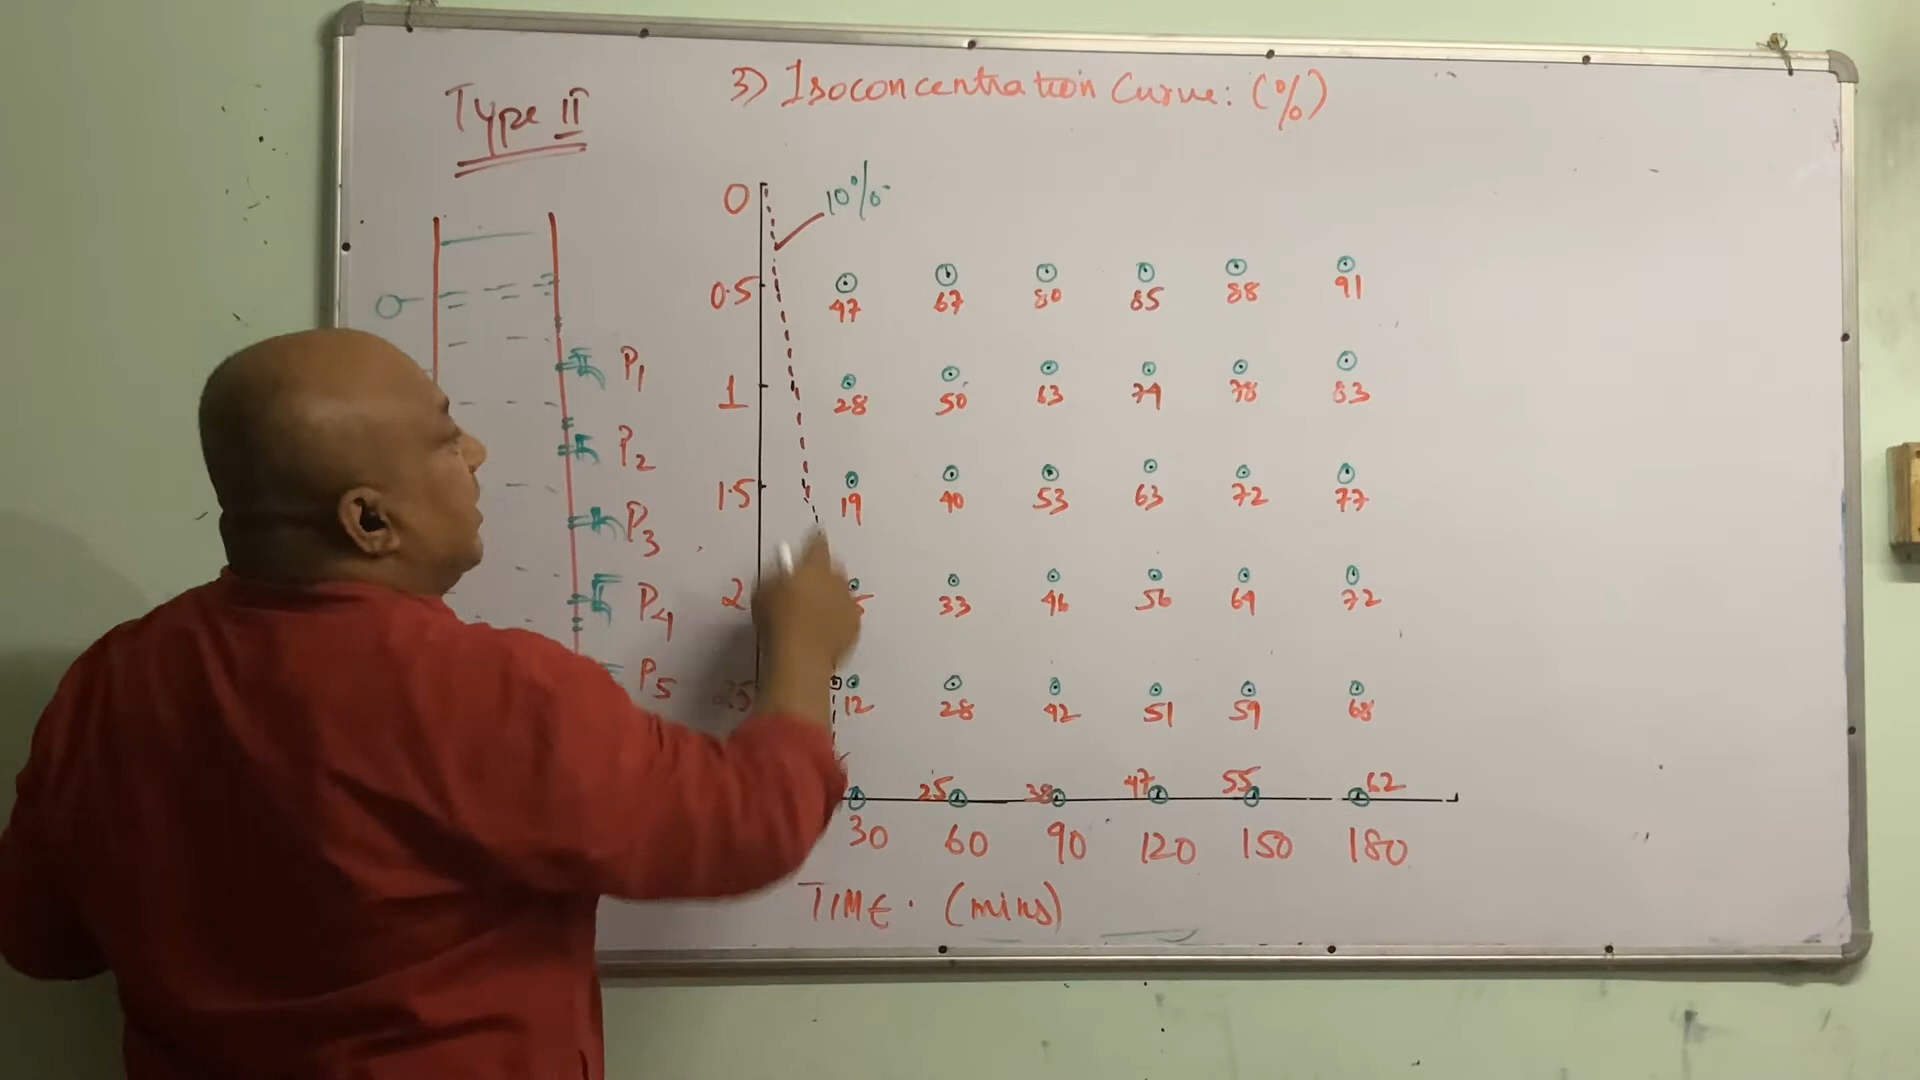 Type II
3) Isoconcentration Curve: (%)
0
10%
0.5
47 67 80 85 88 91
P1
1
28 50 63 74 78 83
P2
1.5
19 40 53 63 72 77
P3
2
33 46 56 64 72
P4
2.5
12 28 42 51 59 68
P5
25 38 47 55 62
30 60 90 120 150 180
TIME. (mins)